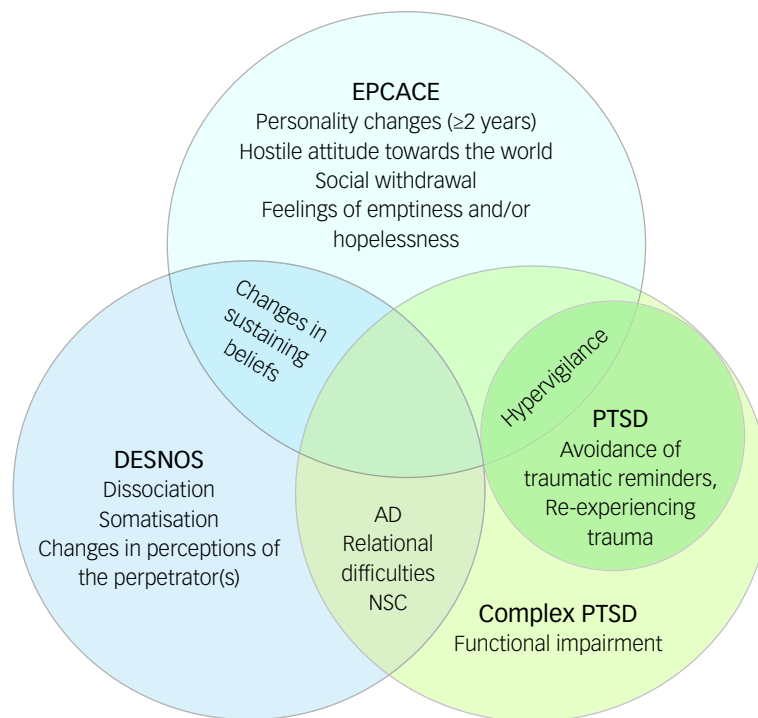 EPCACE
Personality changes (≥2 years)
Hostile attitude towards the world
Social withdrawal
Feelings of emptiness and/or
hopelessness
Changes in
sustaining
beliefs
Hypervigilance
PTSD
Avoidance of
traumatic reminders,
Re-experiencing
trauma
DESNOS
Dissociation
Somatisation
Changes in perceptions of
the perpetrator(s)
AD
Relational
difficulties
NSC
Complex PTSD
Functional impairment